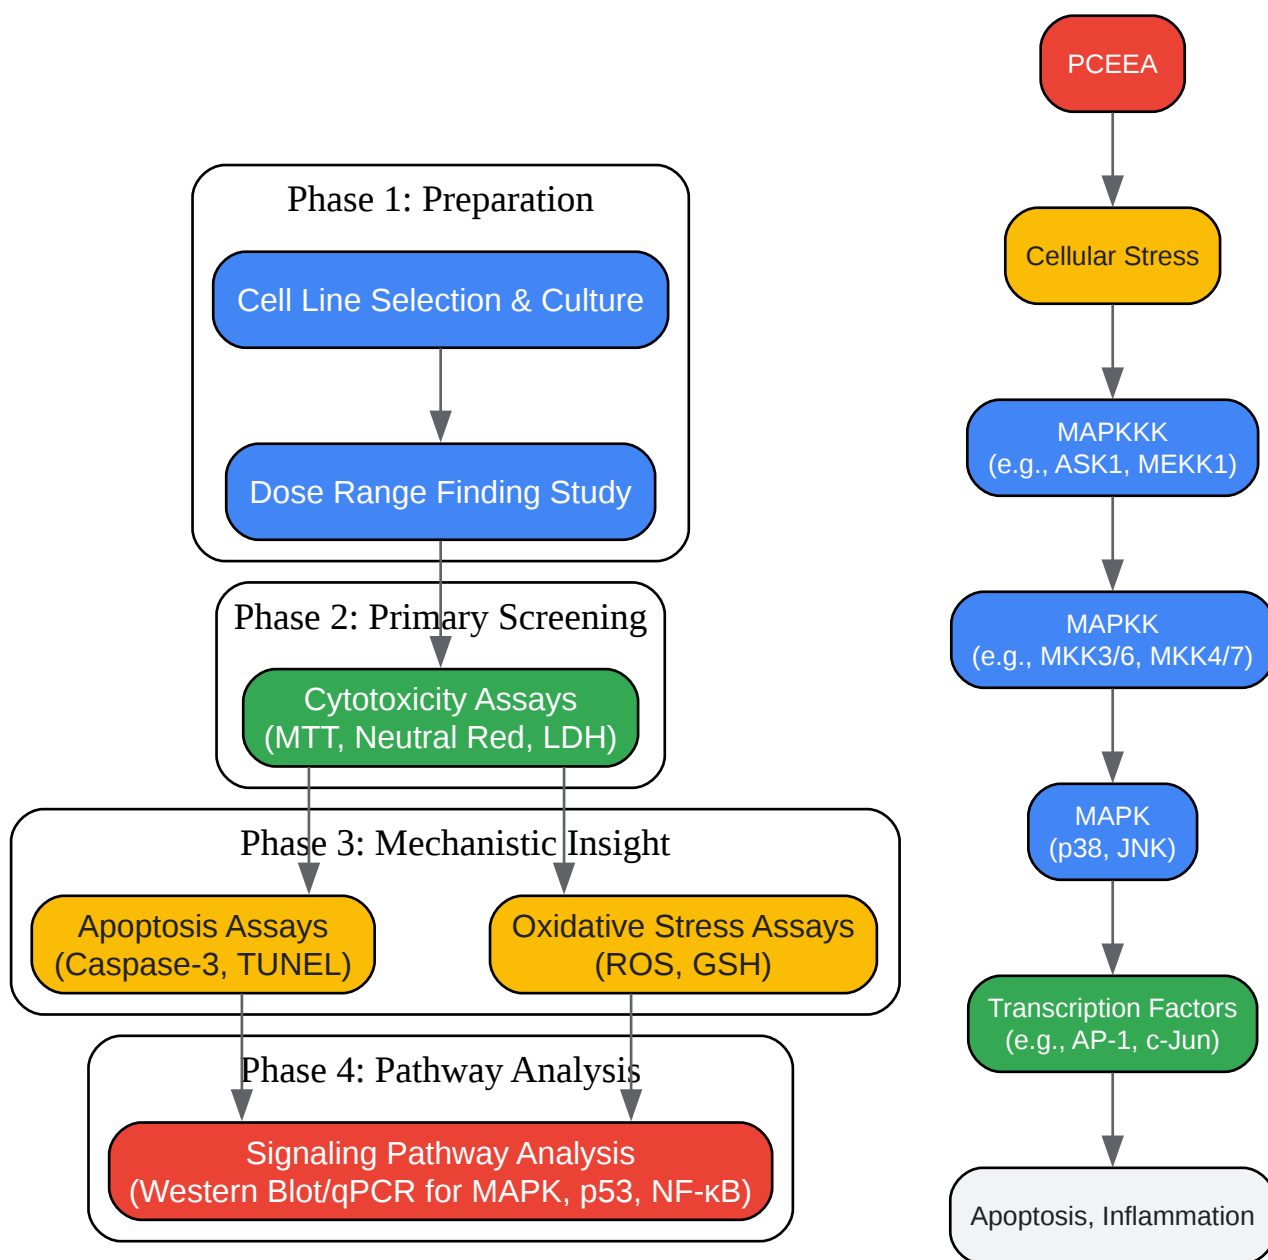 Phase 1: Preparation
Cell Line Selection & Culture
Dose Range Finding Study
Phase 2: Primary Screening
Cytotoxicity Assays
(MTT, Neutral Red, LDH)
Phase 3: Mechanistic Insight
Apoptosis Assays
(Caspase-3, TUNEL)
Oxidative Stress Assays
(ROS, GSH)
Phase 4: Pathway Analysis
Signaling Pathway Analysis
(Western Blot/qPCR for MAPK, p53, NF-κB)
PCEEA
Cellular Stress
MAPKKK
(e.g., ASK1, MEKK1)
MAPKK
(e.g., MKK3/6, MKK4/7)
MAPK
(p38, JNK)
Transcription Factors
(e.g., AP-1, c-Jun)
Apoptosis, Inflammation